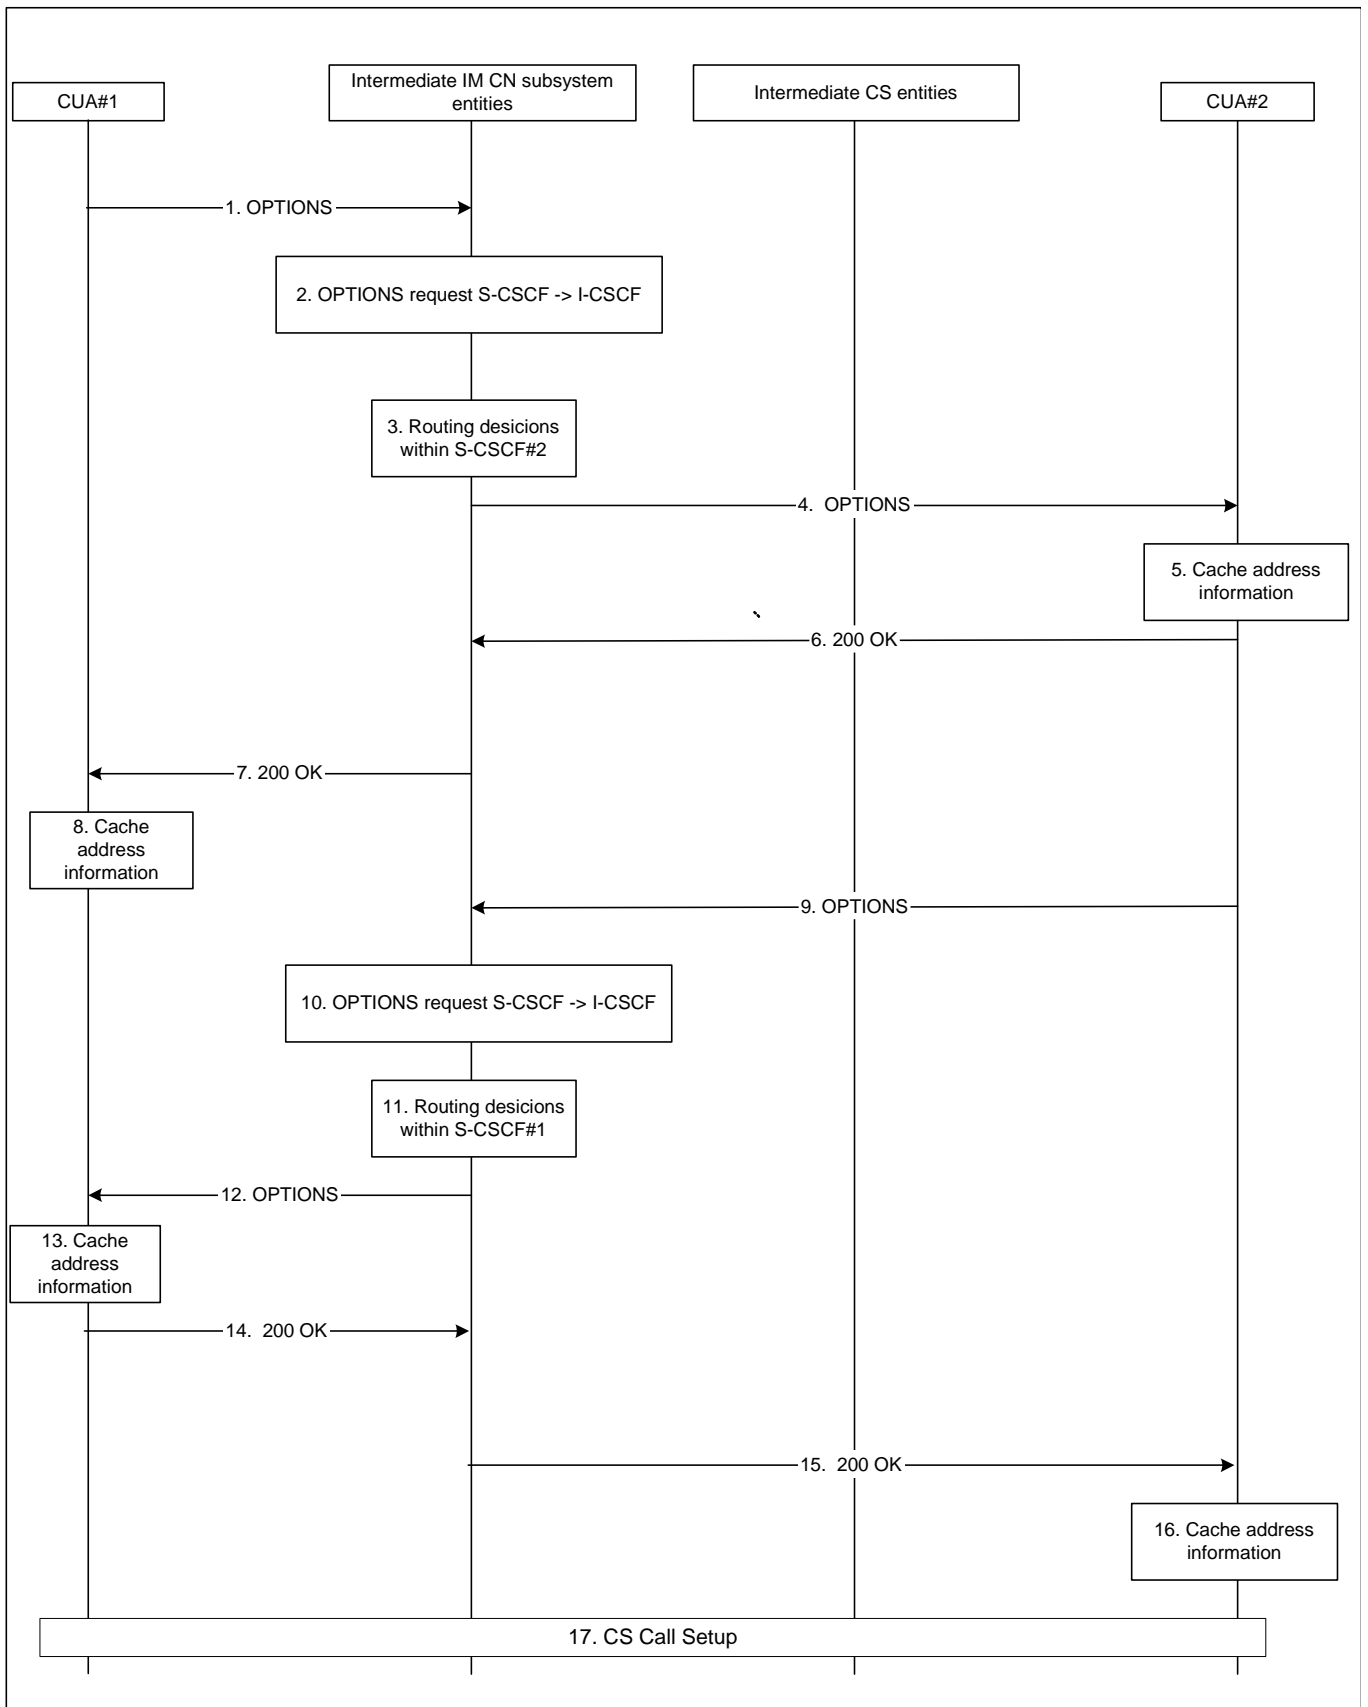 CUA#1
Intermediate IM CN subsystem
entities
Intermediate CS entities
CUA#2
1. OPTIONS
2. OPTIONS request S-CSCF -> I-CSCF
3. Routing desicions
within S-CSCF#2
4.  OPTIONS
5. Cache address
information
6. 200 OK
7. 200 OK
8. Cache
address
information
9. OPTIONS
10. OPTIONS request S-CSCF -> I-CSCF
11. Routing desicions
within S-CSCF#1
12. OPTIONS
13. Cache
address
information
14.  200 OK
15.  200 OK
16. Cache address
information
17. CS Call Setup